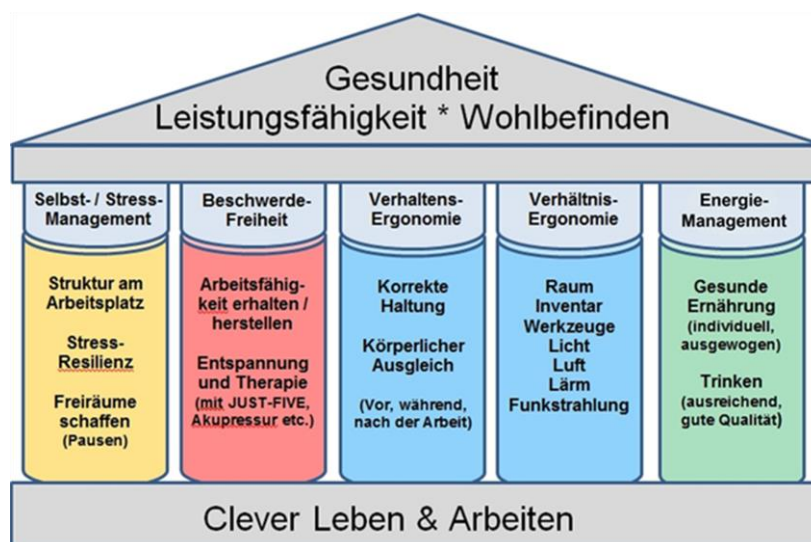 Gesundheit
Leistungsfähigkeit * Wohlbefinden
Selbst- / Stress-
Management
Struktur am
Arbeitsplatz
Stress-
Resilienz
Freiräume
schaffen
(Pausen)
Beschwerde-
Freiheit
Arbeitsfähig-
keit erhalten /
herstellen
Entspannung
und Therapie
(mit JUST-FIVE,
Akupressur etc.)
Verhaltens-
Ergonomie
Korrekte
Haltung
Körperlicher
Ausgleich
(Vor, während,
nach der Arbeit)
Verhältnis-
Ergonomie
Raum
Inventar
Werkzeuge
Licht
Luft
Lärm
Funkstrahlung
Energie-
Management
Gesunde
Ernährung
(individuell,
ausgewogen)
Trinken
(ausreichend,
gute Qualität)
Clever Leben & Arbeiten